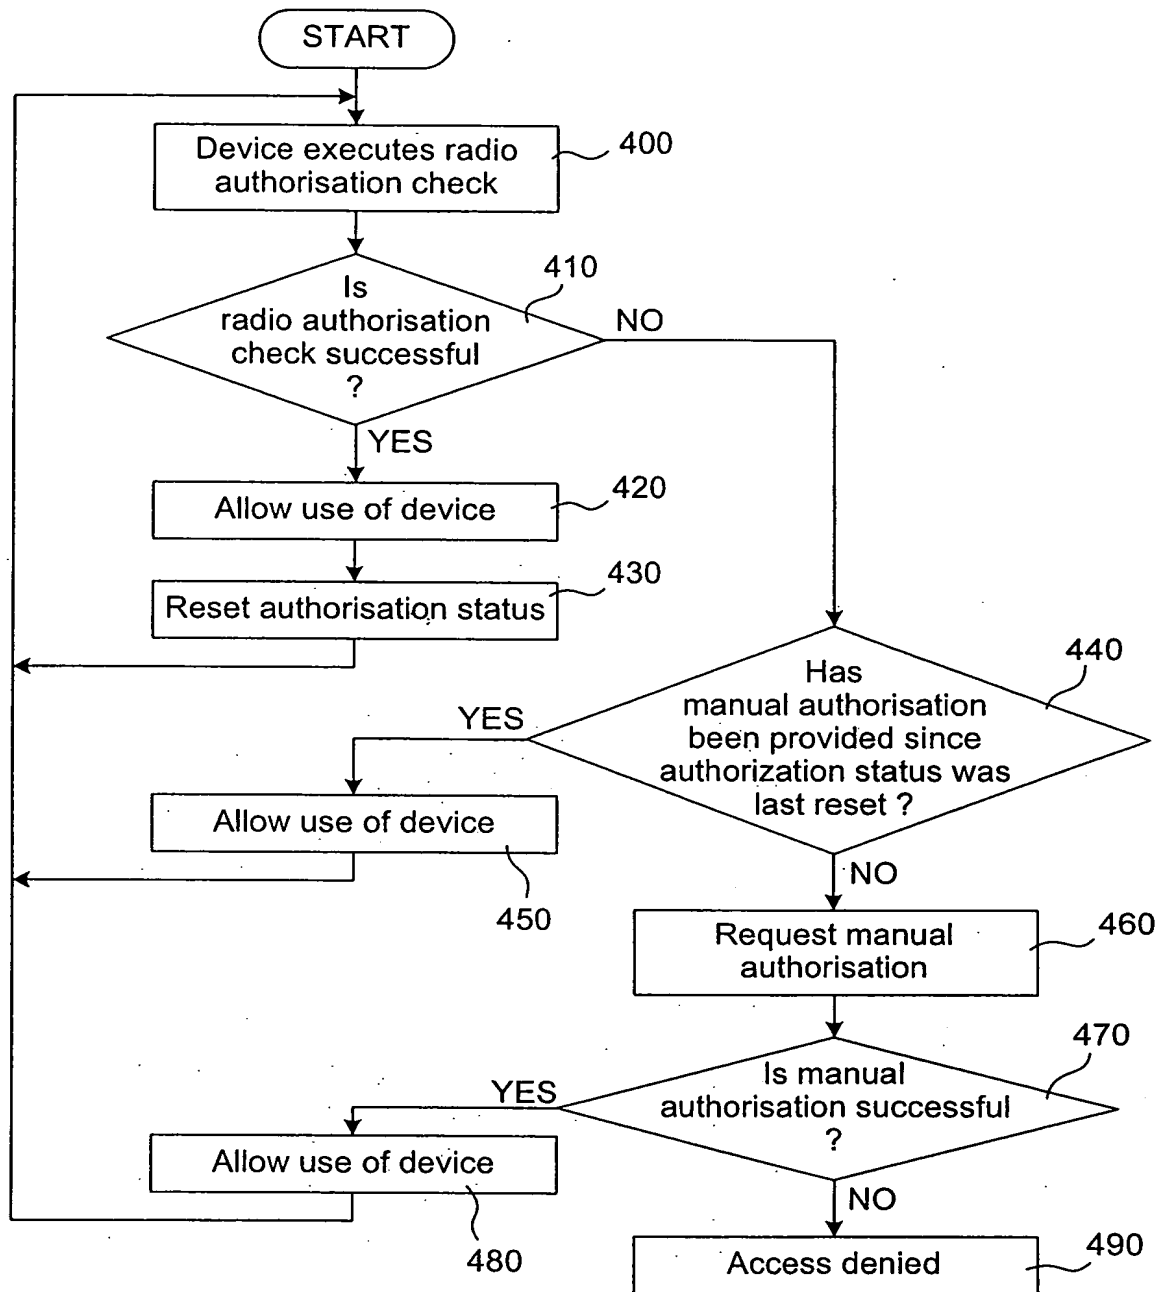 START
Device executes radio
authorisation check
400
Is
radio authorisation
check successful
?
410
NO
YES
Allow use of device
420
Reset authorisation status
430
Has
manual authorisation
been provided since
authorization status was
last reset ?
440
YES
Allow use of device
450
NO
Request manual
authorisation
460
Is manual
authorisation successful
?
470
YES
Allow use of device
480
NO
Access denied
490